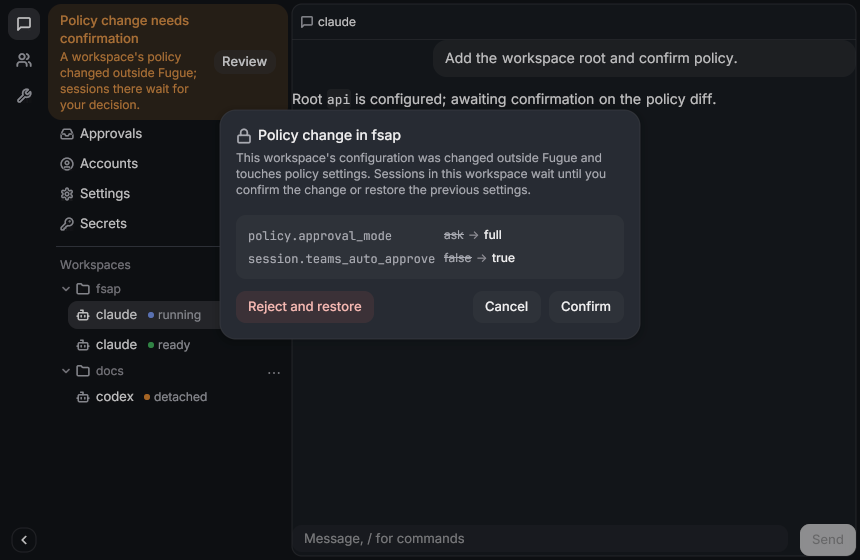 Policy change needs
confirmation
A workspace's policy
changed outside Fugue;
sessions there wait for
your decision.
Review
Approvals
Accounts
Settings
Secrets
Workspaces
fsap
claude running
claude ready
docs ...
codex detached
claude
Add the workspace root and confirm policy.
Root api is configured; awaiting confirmation on the policy diff.
Policy change in fsap
This workspace's configuration was changed outside Fugue and
touches policy settings. Sessions in this workspace wait until you
confirm the change or restore the previous settings.
policy.approval_mode ask → full
session.teams_auto_approve false → true
Reject and restore Cancel Confirm
Message, / for commands
Send